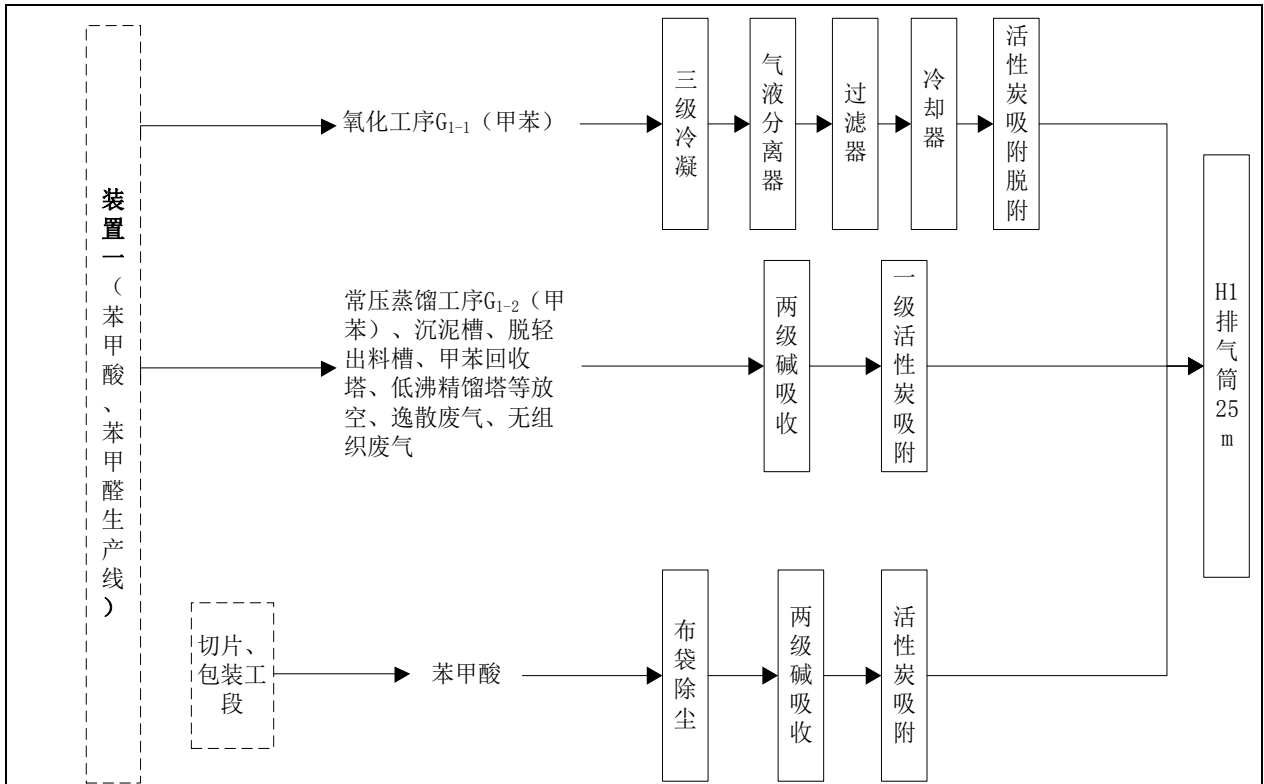 装置一（苯甲酸、苯甲醛生产线）
氧化工序G1-1（甲苯）
三级冷凝
气液分离器
过滤器
冷却器
活性炭吸附脱附
常压蒸馏工序G1-2（甲
苯）、沉泥槽、脱轻
出料槽、甲苯回收
塔、低沸精馏塔等放
空、逸散废气、无组
织废气
两级碱吸收
一级活性炭吸附
切片、
包装工
段
苯甲酸
布袋除尘
两级碱吸收
活性炭吸附
H1
排气筒
25
m